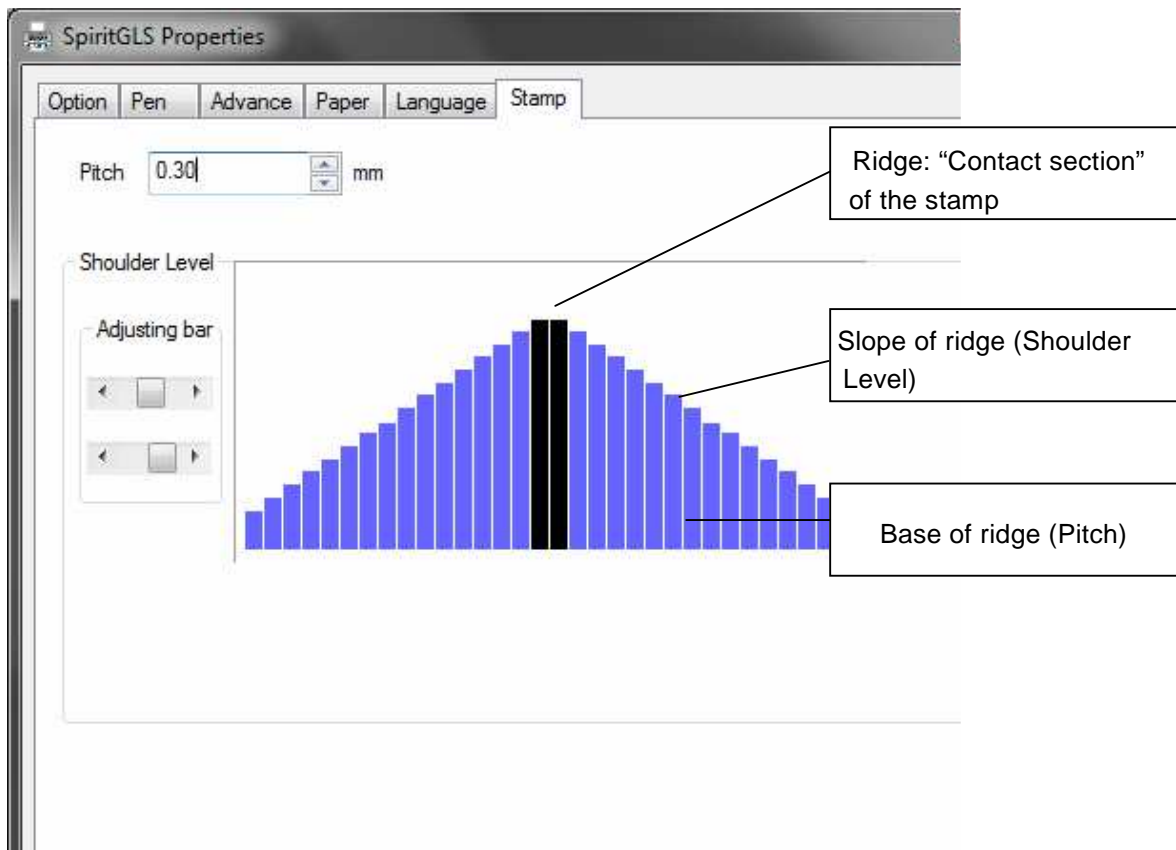 SpiritGLS Properties
Option Pen Advance Paper Language Stamp
Pitch 0.30 mm
Ridge: “Contact section”
of the stamp
Shoulder Level
Adjusting bar
Slope of ridge (Shoulder
Level)
Base of ridge (Pitch)